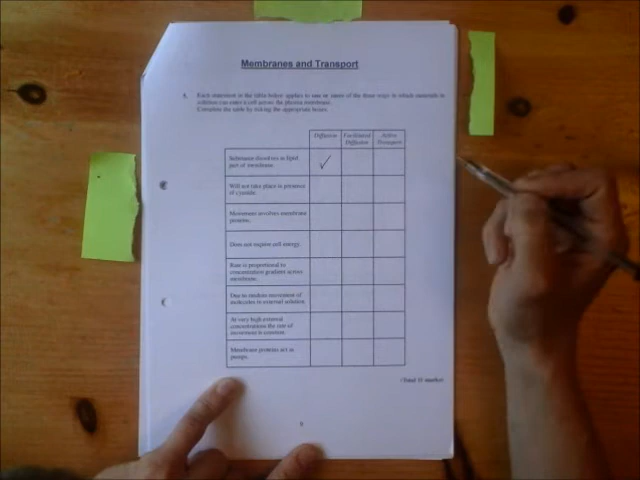 Membranes and Transport
Each statement in the table below applies to one or more of the three ways in which materials in
solution can enter a cell across the plasma membrane.
Complete the table by ticking the appropriate boxes.
Diffusion Facilitated Active
Diffusion Transport
Substance dissolves in lipid
part of membrane. ✓
Will not take place in presence
of cyanide.
Movement involves membrane
proteins.
Does not require cell energy.
Rate is proportional to
concentration gradient across
membrane.
Due to random movement of
molecules in external solution.
At very high external
concentrations the rate of
movement is constant.
Membrane proteins act as
pumps.